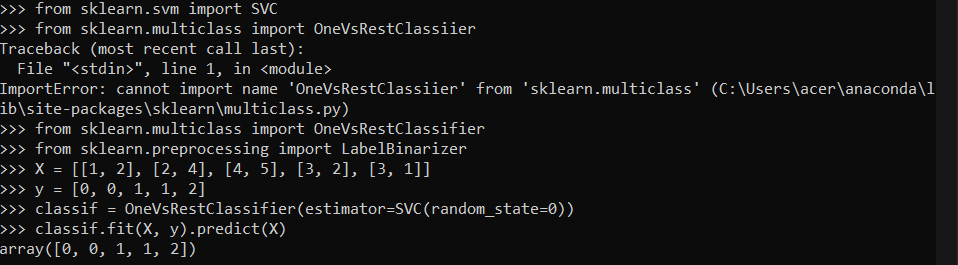 >>> from sklearn.svm import SVC
>>> from sklearn.multiclass import OneVsRestClassiier
Traceback (most recent call last):
  File "<stdin>", line 1, in <module>
ImportError: cannot import name 'OneVsRestClassiier' from 'sklearn.multiclass' (C:\Users\acer\anaconda\l
ib\site-packages\sklearn\multiclass.py)
>>> from sklearn.multiclass import OneVsRestClassifier
>>> from sklearn.preprocessing import LabelBinarizer
>>> X = [[1, 2], [2, 4], [4, 5], [3, 2], [3, 1]]
>>> y = [0, 0, 1, 1, 2]
>>> classif = OneVsRestClassifier(estimator=SVC(random_state=0))
>>> classif.fit(X, y).predict(X)
array([0, 0, 1, 1, 2])